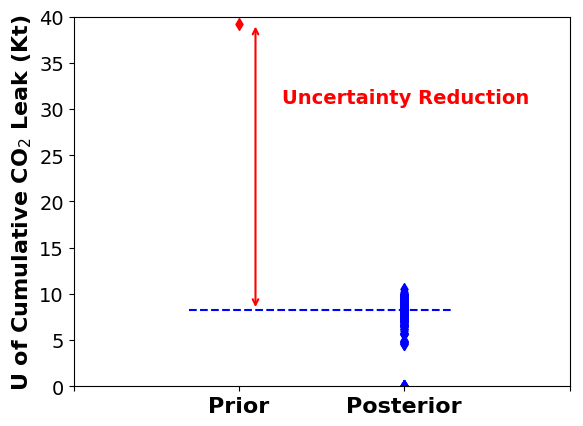 U of Cumulative CO₂ Leak (Kt)
40
35
30
25
20
15
10
5
0
Uncertainty Reduction
Prior
Posterior